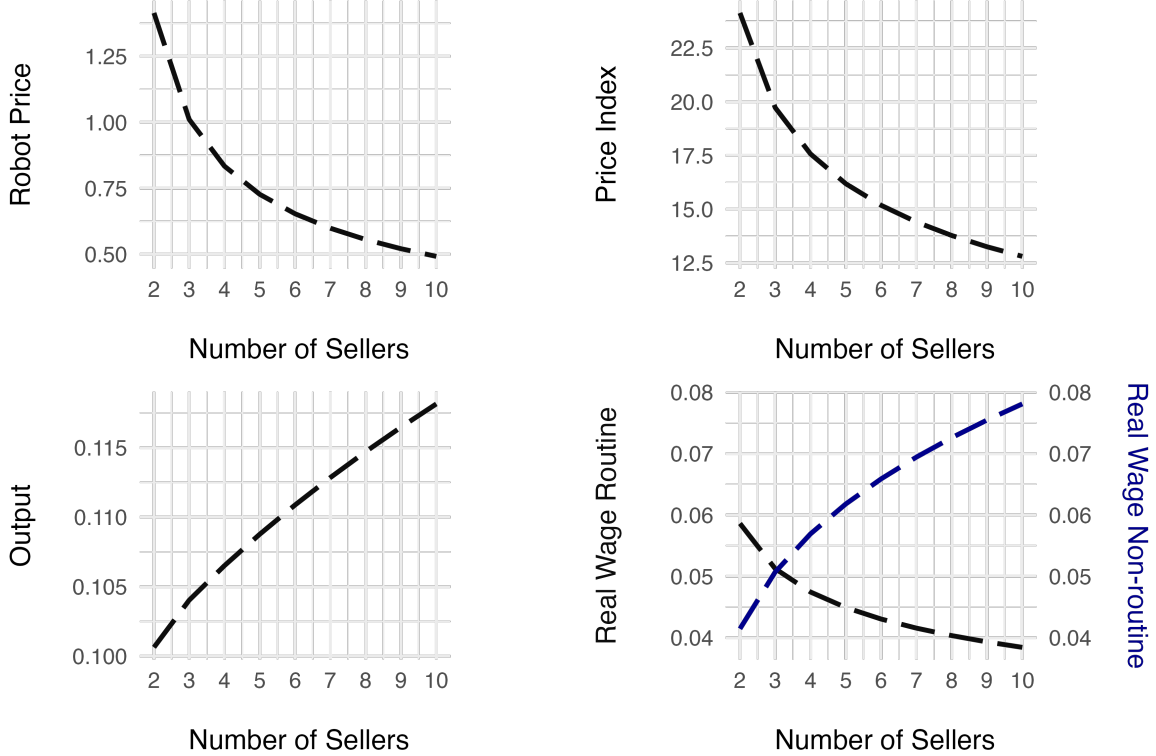 Robot Price
1.25
1.00
0.75
0.50
2 3 4 5 6 7 8 9 10
Number of Sellers
Price Index
22.5
20.0
17.5
15.0
12.5
2 3 4 5 6 7 8 9 10
Number of Sellers
Output
0.115
0.110
0.105
0.100
2 3 4 5 6 7 8 9 10
Number of Sellers
Real Wage Routine
0.08
0.07
0.06
0.05
0.04
2 3 4 5 6 7 8 9 10
Number of Sellers
0.08
0.07
0.06
0.05
0.04
Real Wage Non-routine